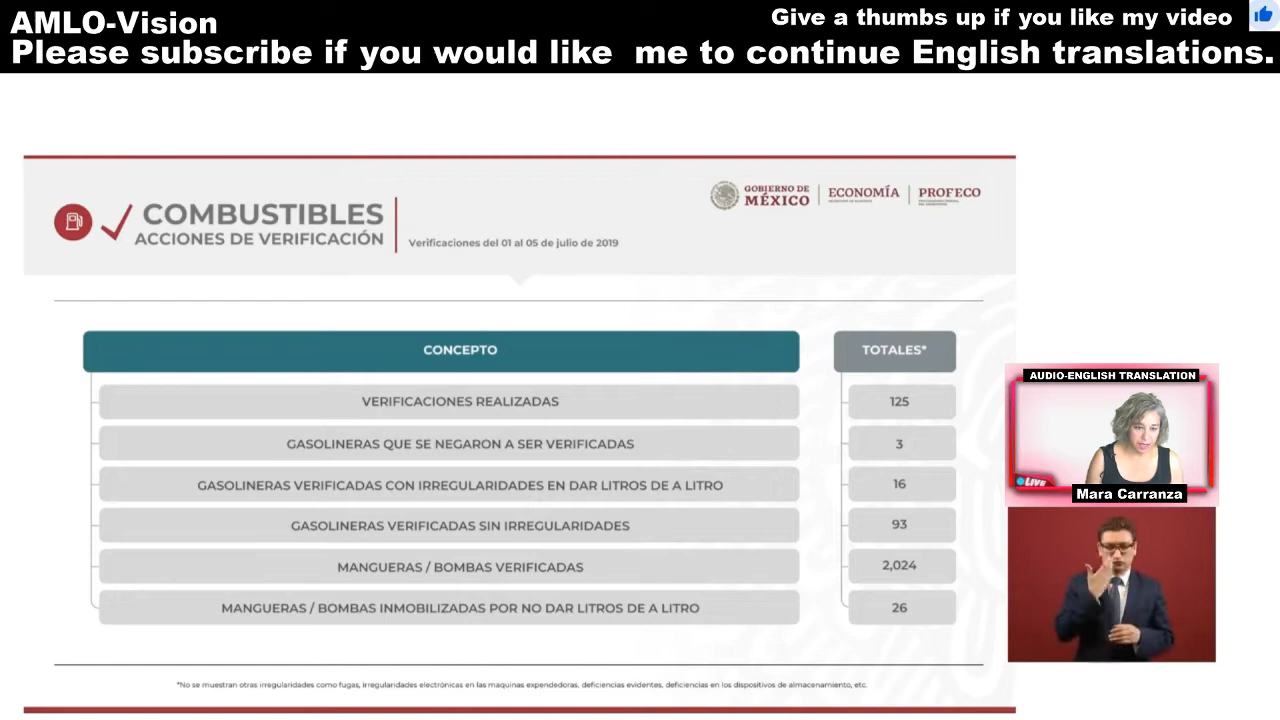 AMLO-Vision
Give a thumbs up if you like my video
Please subscribe if you would like me to continue English translations.
GOBIERNO DE
MÉXICO
ECONOMÍA
PROFECO
COMBUSTIBLES
ACCIONES DE VERIFICACIÓN
Verificaciones del 01 al 05 de julio de 2019
CONCEPTO TOTALES*
VERIFICACIONES REALIZADAS 125
GASOLINERAS QUE SE NEGARON A SER VERIFICADAS 3
GASOLINERAS VERIFICADAS CON IRREGULARIDADES EN DAR LITROS DE A LITRO 16
GASOLINERAS VERIFICADAS SIN IRREGULARIDADES 93
MANGUERAS / BOMBAS VERIFICADAS 2,024
MANGUERAS / BOMBAS INMOBILIZADAS POR NO DAR LITROS DE A LITRO 26
*No se muestran otras irregularidades como fugas, irregularidades electrónicas en las maquinas expendedoras, deficiencias evidentes, deficiencias en los dispositivos de almacenamiento, etc.
AUDIO-ENGLISH TRANSLATION
LIVE
Mara Carranza